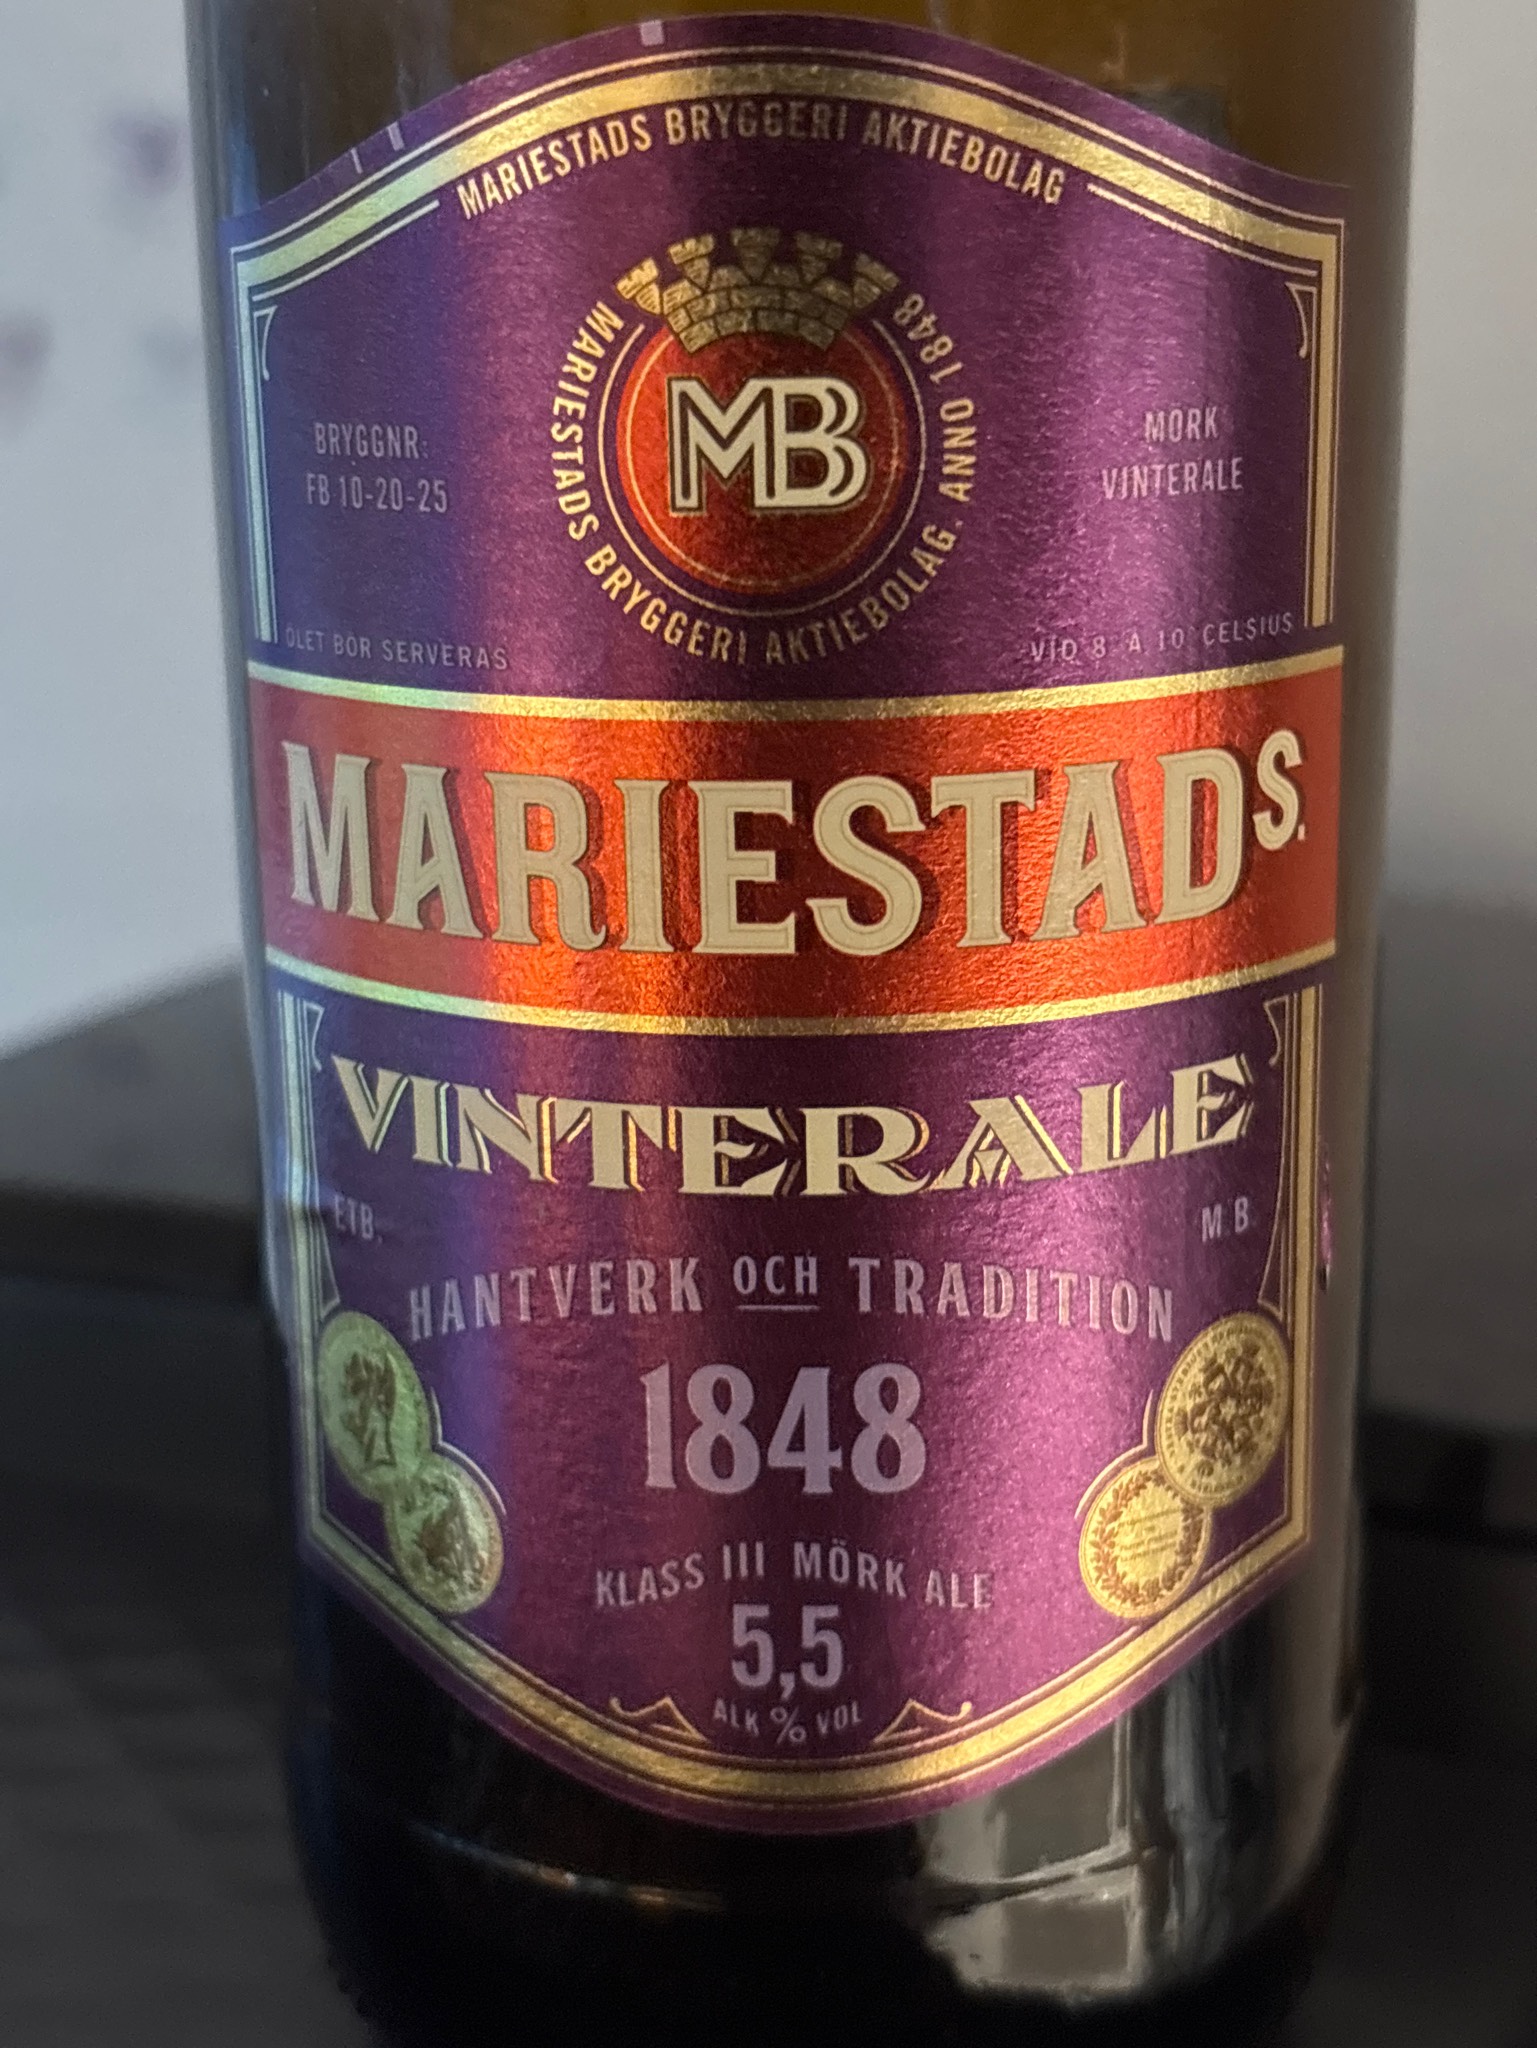 MARIESTADS BRYGGERI AKTIEBOLAG
MARIESTADS BRYGGERI AKTIEBOLAG. ANNO 1848
MB
BRYGGNR:
FB 10-20-25
MÖRK
VINTERALE
ÖLET BÖR SERVERAS
VID 8° À 10° CELSIUS
MARIESTADS.
VINTERALE
ETB.
M.B.
HANTVERK OCH TRADITION
1848
KLASS III MÖRK ALE
5,5
ALK % VOL